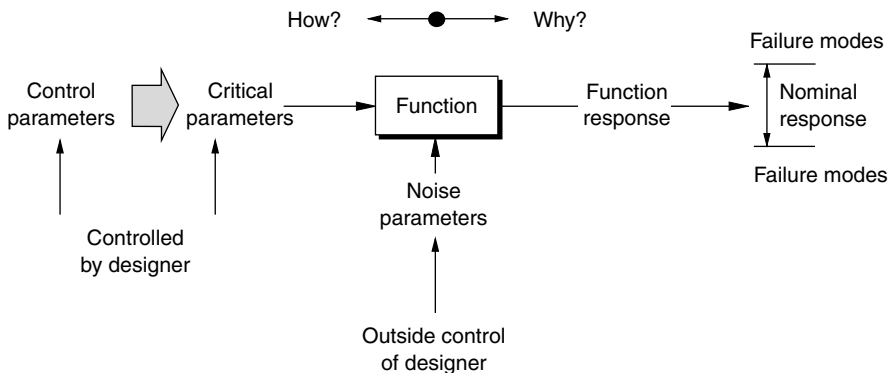 How?
Why?
Failure modes
Control
parameters
Critical
parameters
Function
Function
response
Nominal
response
Failure modes
Noise
parameters
Controlled
by designer
Outside control
of designer